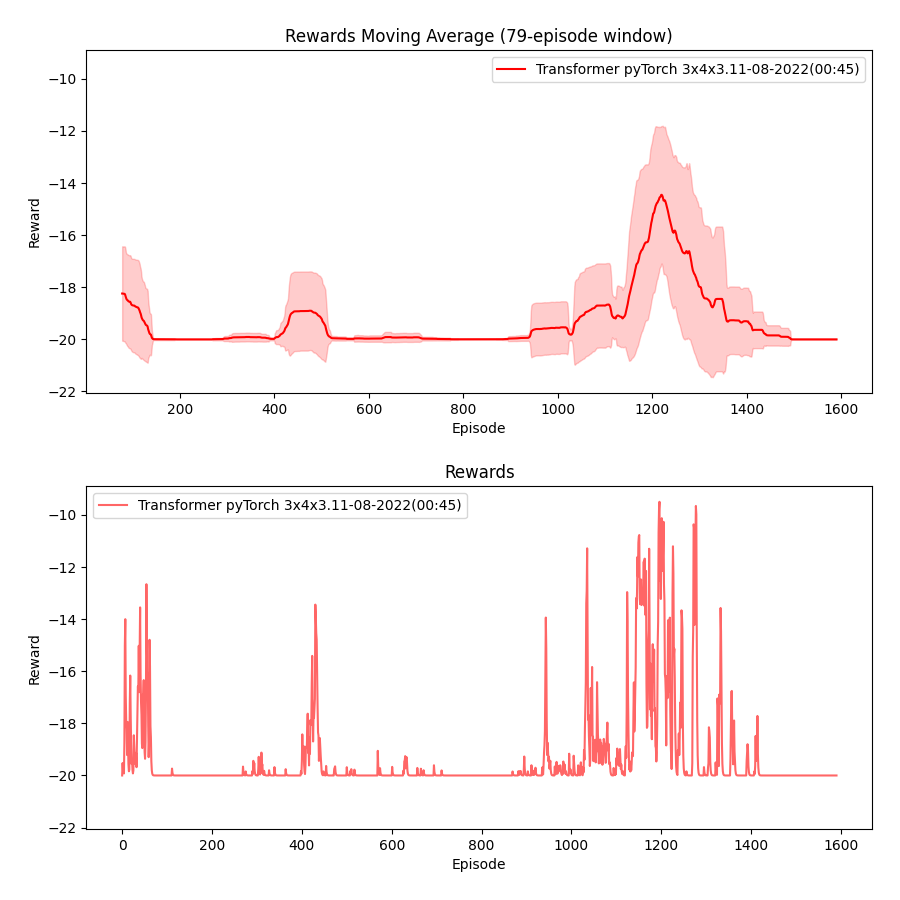 Rewards Moving Average (79-episode window)
Transformer pyTorch 3x4x3.11-08-2022(00:45)
−10
−12
−14
−16
−18
−20
−22
Reward
200 400 600 800 1000 1200 1400 1600
Episode
Rewards
Transformer pyTorch 3x4x3.11-08-2022(00:45)
−10
−12
−14
−16
−18
−20
−22
Reward
0 200 400 600 800 1000 1200 1400 1600
Episode